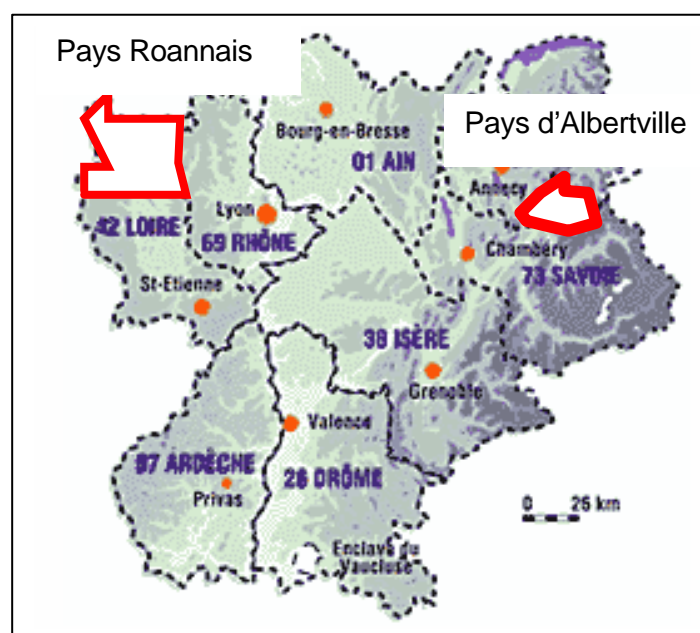 Pays Roannais
Pays d'Albertville
Bourg-en-Bresse
01 AIN
Annecy
Lyon
42 LOIRE
69 RHÔNE
Chambéry
73 SAVOIE
St-Etienne
38 ISÈRE
Grenoble
Valence
07 ARDÈCHE
26 DRÔME
Privas
0 25 km
Enclave du
Vaucluse